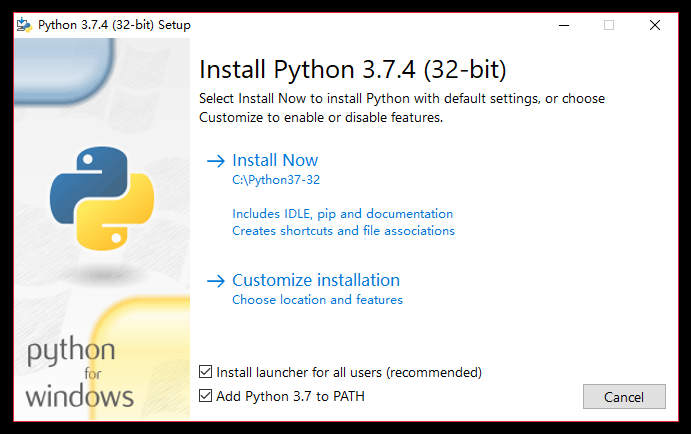 Python 3.7.4 (32-bit) Setup
Install Python 3.7.4 (32-bit)
Select Install Now to install Python with default settings, or choose
Customize to enable or disable features.
Install Now
C:\Python37-32
Includes IDLE, pip and documentation
Creates shortcuts and file associations
Customize installation
Choose location and features
python
for
windows
Install launcher for all users (recommended)
Add Python 3.7 to PATH
Cancel